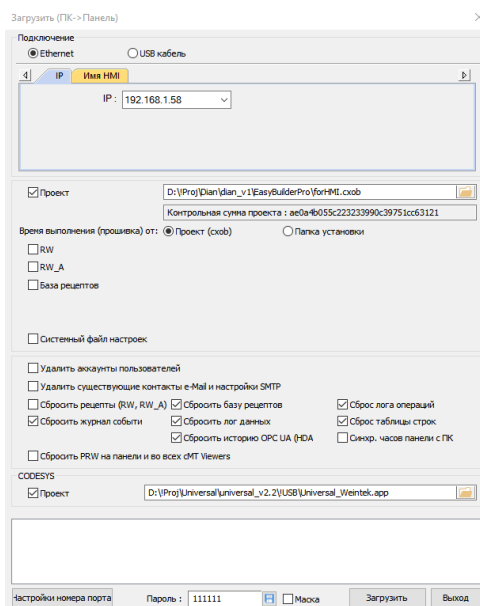 Загрузить (ПК->Панель)
Подключение
Ethernet USB кабель
IP Имя HMI
IP : 192.168.1.58
Проект D:\!Proj\Dian\dian_v1\EasyBuilderPro\forHMI.cxob
Контрольная сумма проекта : ae0a4b055c223233990c39751cc63121
Время выполнения (прошивка) от: Проект (cxob) Папка установки
RW
RW_A
База рецептов
Системный файл настроек
Удалить аккаунты пользователей
Удалить существующие контакты e-Mail и настройки SMTP
Сбросить рецепты (RW, RW_A) Сбросить базу рецептов Сброс лога операций
Сбросить журнал событи Сбросить лог данных Сброс таблицы строк
Сбросить историю OPC UA (HDA Синхр. часов панели с ПК
Сбросить PRW на панели и во всех cMT Viewers
CODESYS
Проект D:\!Proj\Universal\universal_v2.2\!USB\Universal_Weintek.app
Настройки номера порта Пароль : 111111 Маска Загрузить Выход